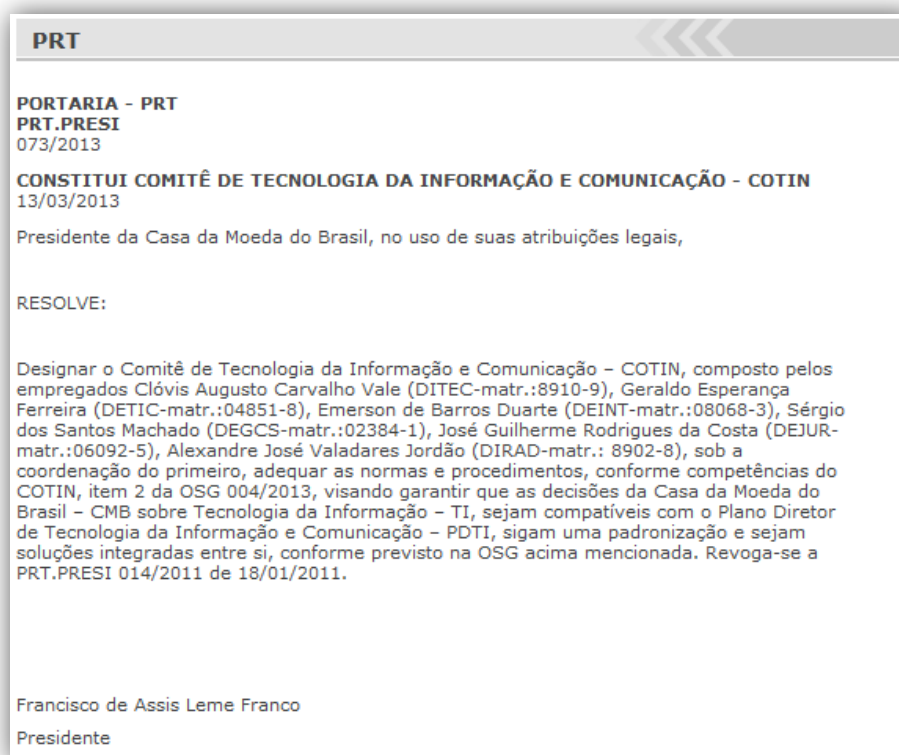 PRT
PORTARIA - PRT
PRT.PRESI
073/2013
CONSTITUI COMITÊ DE TECNOLOGIA DA INFORMAÇÃO E COMUNICAÇÃO - COTIN
13/03/2013
Presidente da Casa da Moeda do Brasil, no uso de suas atribuições legais,
RESOLVE:
Designar o Comitê de Tecnologia da Informação e Comunicação – COTIN, composto pelos
empregados Clóvis Augusto Carvalho Vale (DITEC-matr.:8910-9), Geraldo Esperança
Ferreira (DETIC-matr.:04851-8), Emerson de Barros Duarte (DEINT-matr.:08068-3), Sérgio
dos Santos Machado (DEGCS-matr.:02384-1), José Guilherme Rodrigues da Costa (DEJUR-
matr.:06092-5), Alexandre José Valadares Jordão (DIRAD-matr.: 8902-8), sob a
coordenação do primeiro, adequar as normas e procedimentos, conforme competências do
COTIN, item 2 da OSG 004/2013, visando garantir que as decisões da Casa da Moeda do
Brasil – CMB sobre Tecnologia da Informação – TI, sejam compatíveis com o Plano Diretor
de Tecnologia da Informação e Comunicação – PDTI, sigam uma padronização e sejam
soluções integradas entre si, conforme previsto na OSG acima mencionada. Revoga-se a
PRT.PRESI 014/2011 de 18/01/2011.
Francisco de Assis Leme Franco
Presidente